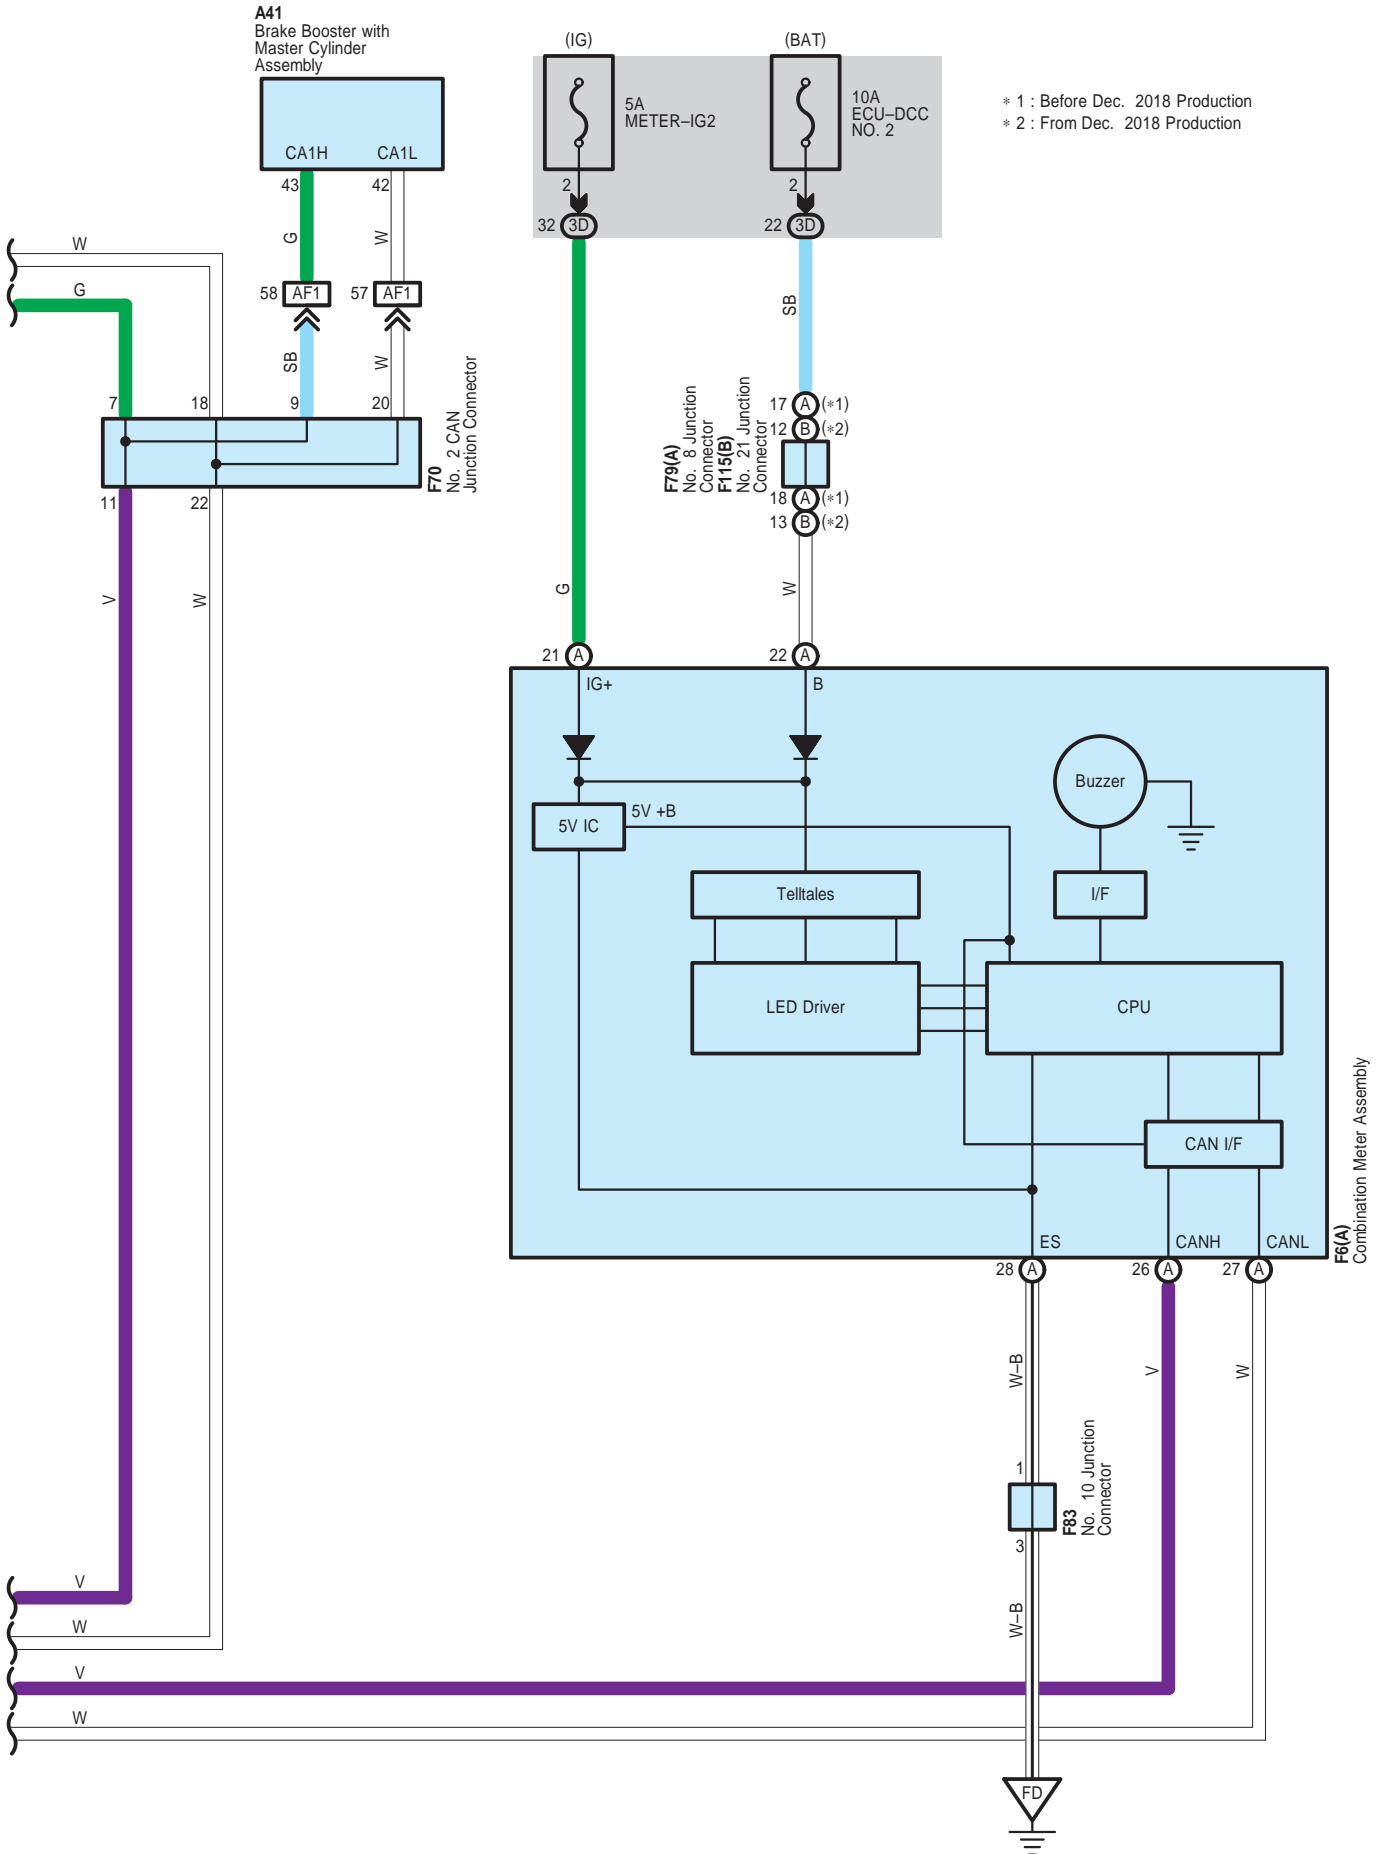 A41
Brake Booster with
Master Cylinder
Assembly
CA1H
CA1L
43
42
G
W
58
AF1
57
AF1
SB
W
W
G
7
18
9
20
F70
No. 2 CAN
Junction Connector
11
22
V
W
(IG)
(BAT)
5A
METER–IG2
10A
ECU–DCC
NO. 2
2
2
32
3D
22
3D
∗ 1 : Before Dec. 2018 Production
∗ 2 : From Dec. 2018 Production
SB
17
A
(∗1)
12
B
(∗2)
F79(A)
No. 8 Junction
Connector
F115(B)
No. 21 Junction
Connector
18
A
(∗1)
13
B
(∗2)
G
W
21
A
22
A
IG+
B
5V IC
5V +B
Buzzer
Telltales
I/F
LED Driver
CPU
CAN I/F
ES
CANH
CANL
F6(A)
Combination Meter Assembly
28
A
26
A
27
A
W–B
V
W
1
F83
No. 10 Junction
Connector
3
W–B
V
W
V
W
FD